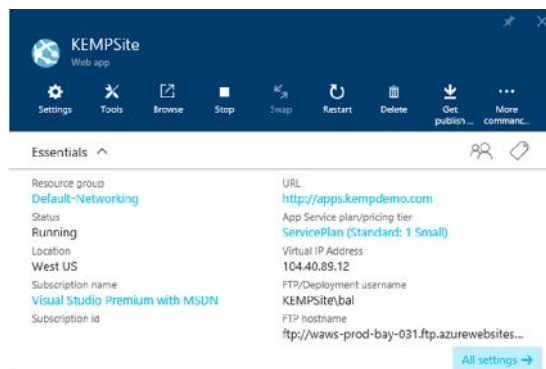 KEMPSite
Web app
Settings
Tools
Browse
Stop
Swap
Restart
Delete
Get publish ...
More commanc...
Essentials
Resource group
Default-Networking
Status
Running
Location
West US
Subscription name
Visual Studio Premium with MSDN
Subscription id
URL
http://apps.kempdemo.com
App Service plan/pricing tier
ServicePlan (Standard: 1 Small)
Virtual IP Address
104.40.89.12
FTP/Deployment username
KEMPSite\bal
FTP hostname
ftp://waws-prod-bay-031.ftp.azurewebsites...
All settings →